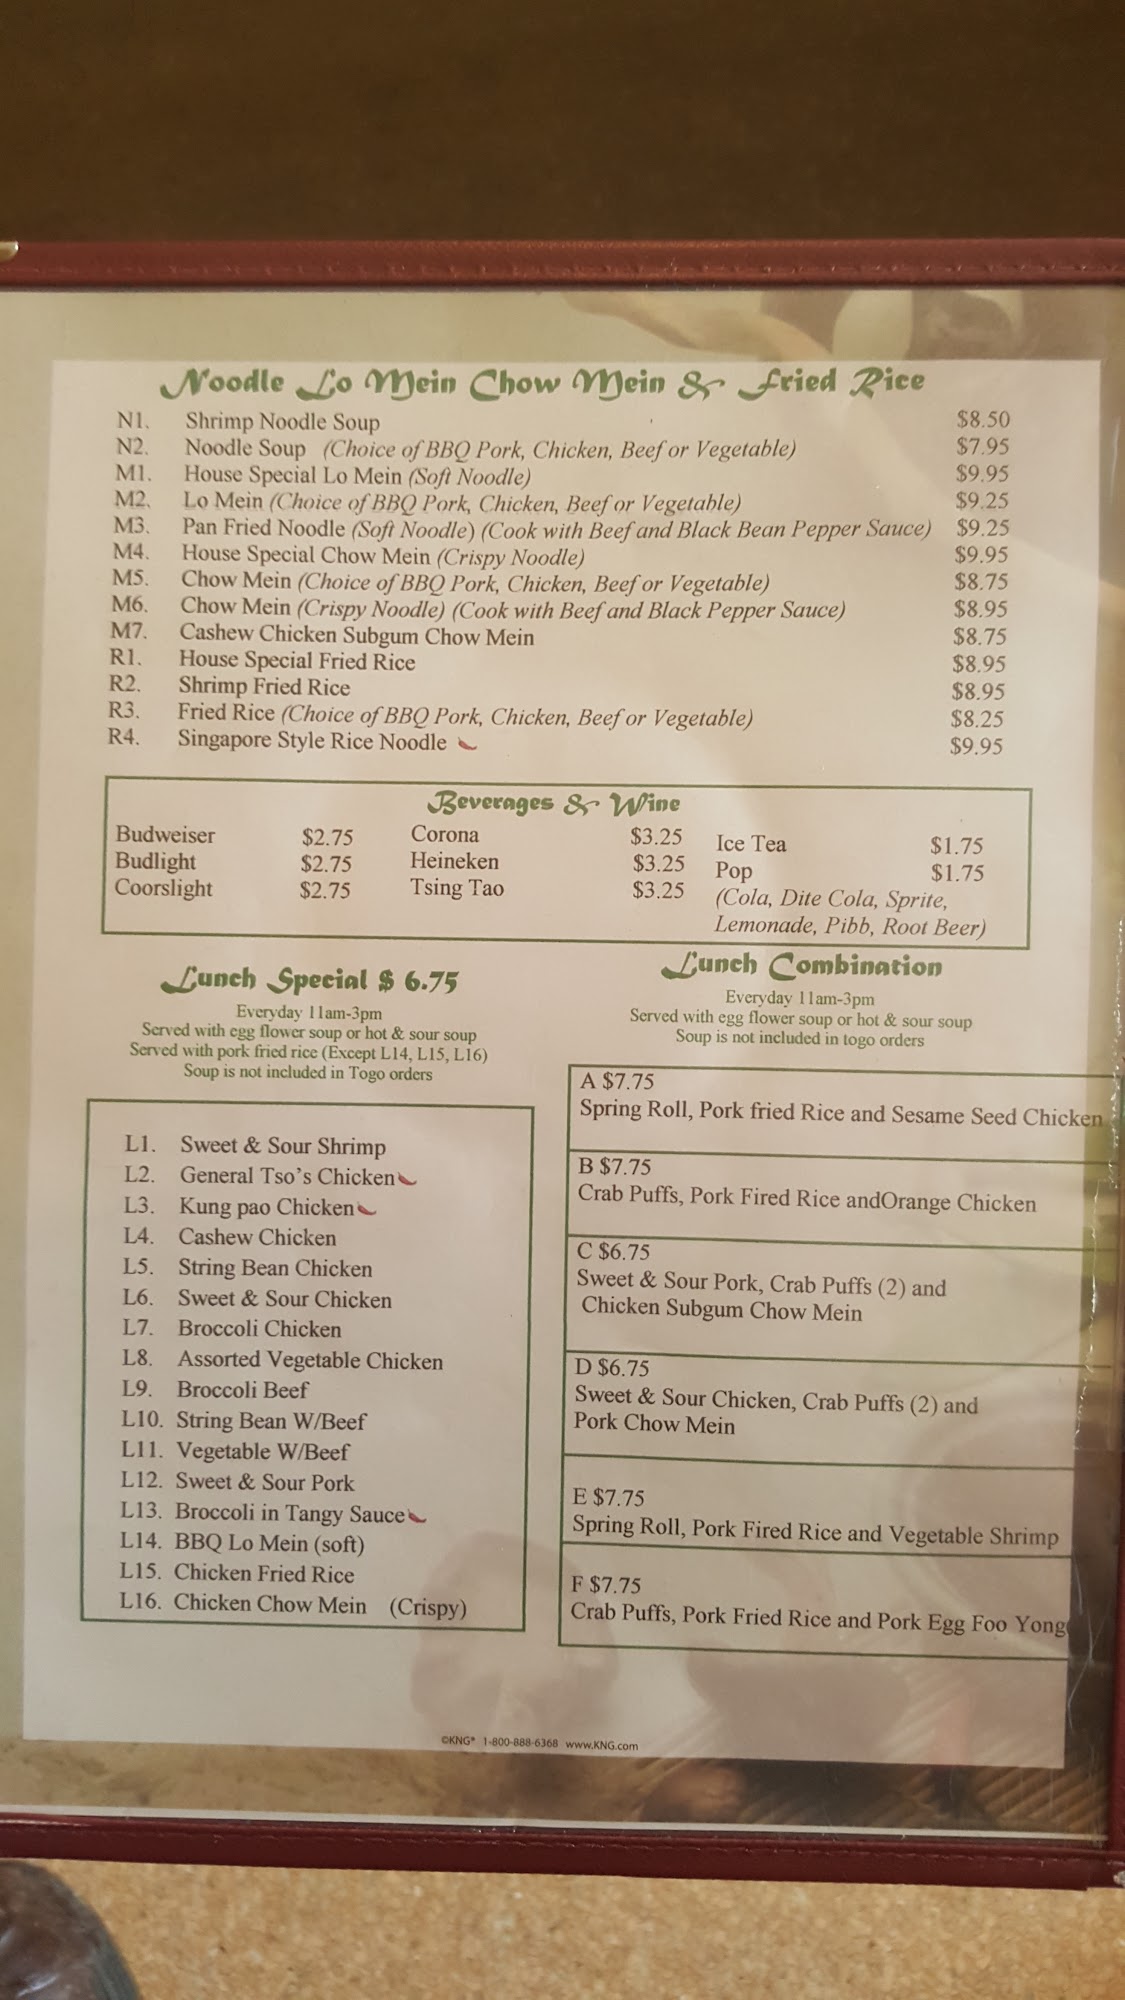 Noodle Lo Mein Chow Mein & Fried Rice
N1. Shrimp Noodle Soup $8.50
N2. Noodle Soup (Choice of BBQ Pork, Chicken, Beef or Vegetable) $7.95
M1. House Special Lo Mein (Soft Noodle) $9.95
M2. Lo Mein (Choice of BBQ Pork, Chicken, Beef or Vegetable) $9.25
M3. Pan Fried Noodle (Soft Noodle) (Cook with Beef and Black Bean Pepper Sauce) $9.25
M4. House Special Chow Mein (Crispy Noodle) $9.95
M5. Chow Mein (Choice of BBQ Pork, Chicken, Beef or Vegetable) $8.75
M6. Chow Mein (Crispy Noodle) (Cook with Beef and Black Pepper Sauce) $8.95
M7. Cashew Chicken Subgum Chow Mein $8.75
R1. House Special Fried Rice $8.95
R2. Shrimp Fried Rice $8.95
R3. Fried Rice (Choice of BBQ Pork, Chicken, Beef or Vegetable) $8.25
R4. Singapore Style Rice Noodle $9.95
Beverages & Wine
Budweiser $2.75
Budlight $2.75
Coorslight $2.75
Corona $3.25
Heineken $3.25
Tsing Tao $3.25
Ice Tea $1.75
Pop $1.75
(Cola, Dite Cola, Sprite,
Lemonade, Pibb, Root Beer)
Lunch Special $ 6.75
Everyday 11am-3pm
Served with egg flower soup or hot & sour soup
Served with pork fried rice (Except L14, L15, L16)
Soup is not included in Togo orders
L1. Sweet & Sour Shrimp
L2. General Tso's Chicken
L3. Kung pao Chicken
L4. Cashew Chicken
L5. String Bean Chicken
L6. Sweet & Sour Chicken
L7. Broccoli Chicken
L8. Assorted Vegetable Chicken
L9. Broccoli Beef
L10. String Bean W/Beef
L11. Vegetable W/Beef
L12. Sweet & Sour Pork
L13. Broccoli in Tangy Sauce
L14. BBQ Lo Mein (soft)
L15. Chicken Fried Rice
L16. Chicken Chow Mein (Crispy)
Lunch Combination
Everyday 11am-3pm
Served with egg flower soup or hot & sour soup
Soup is not included in togo orders
A $7.75
Spring Roll, Pork fried Rice and Sesame Seed Chicken
B $7.75
Crab Puffs, Pork Fired Rice andOrange Chicken
C $6.75
Sweet & Sour Pork, Crab Puffs (2) and
Chicken Subgum Chow Mein
D $6.75
Sweet & Sour Chicken, Crab Puffs (2) and
Pork Chow Mein
E $7.75
Spring Roll, Pork Fired Rice and Vegetable Shrimp
F $7.75
Crab Puffs, Pork Fried Rice and Pork Egg Foo Yong
©KNG® 1-800-888-6368 www.KNG.com